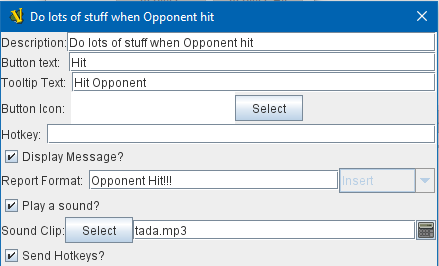 Do lots of stuff when Opponent hit
Description: Do lots of stuff when Opponent hit
Button text: Hit
Tooltip Text: Hit Opponent
Button Icon: Select
Hotkey:
Display Message?
Report Format: Opponent Hit!!! Insert
Play a sound?
Sound Clip: Select tada.mp3
Send Hotkeys?